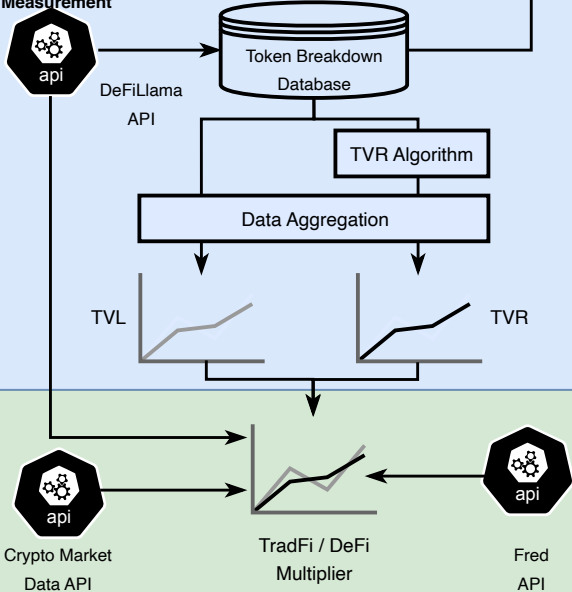 Measurement
api
DeFiLlama
API
Token Breakdown
Database
TVR Algorithm
Data Aggregation
TVL
TVR
api
Crypto Market
Data API
TradFi / DeFi
Multiplier
api
Fred
API